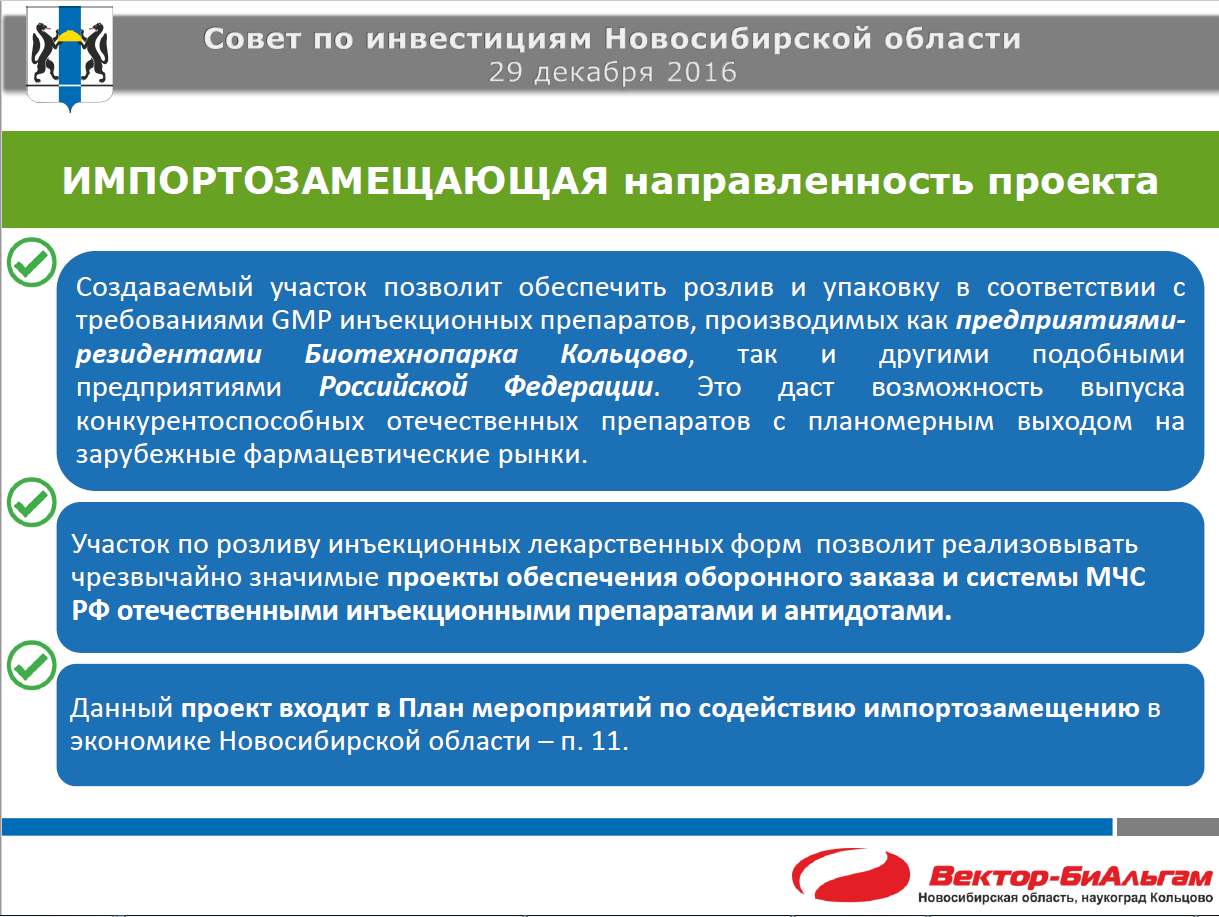 Совет по инвестициям Новосибирской области
29 декабря 2016
ИМПОРТОЗАМЕЩАЮЩАЯ направленность проекта
Создаваемый участок позволит обеспечить розлив и упаковку в соответствии с
требованиями GMP инъекционных препаратов, производимых как предприятиями-
резидентами Биотехнопарка Кольцово, так и другими подобными
предприятиями Российской Федерации. Это даст возможность выпуска
конкурентоспособных отечественных препаратов с планомерным выходом на
зарубежные фармацевтические рынки.
Участок по розливу инъекционных лекарственных форм позволит реализовывать
чрезвычайно значимые проекты обеспечения оборонного заказа и системы МЧС
РФ отечественными инъекционными препаратами и антидотами.
Данный проект входит в План мероприятий по содействию импортозамещению в
экономике Новосибирской области – п. 11.
Вектор-БиАльгам
Новосибирская область, наукоград Кольцово